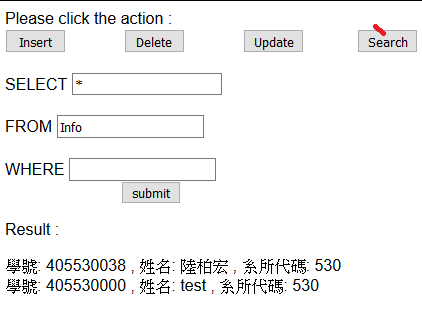 Please click the action :
Insert Delete Update Search
SELECT *
FROM Info
WHERE
submit
Result :
學號: 405530038 , 姓名: 陸柏宏 , 系所代碼: 530
學號: 405530000 , 姓名: test , 系所代碼: 530